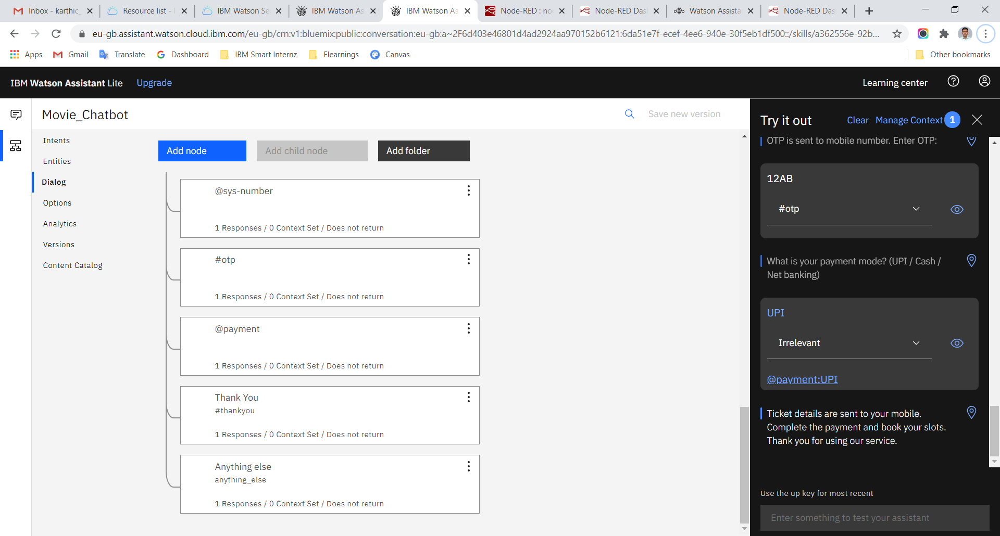 Inbox - karthic_
Resource list -
IBM Watson Se
IBM Watson As
IBM Watson As
Node-RED : no
Node-RED Das
Watson Assista
Node-RED Das
eu-gb.assistant.watson.cloud.ibm.com/eu-gb/crn:v1:bluemix:public:conversation:eu-gb:a~2F6d403e46801d4ad2924aa970152b6121:6da51e7f-ecef-4ee6-940e-30f5eb1df500::/skills/a362556e-92b...
Apps
Gmail
Translate
Dashboard
IBM Smart Internz
Elearnings
Canvas
Other bookmarks
IBM Watson Assistant Lite
Upgrade
Learning center
Movie_Chatbot
Save new version
Intents
Entities
Dialog
Options
Analytics
Versions
Content Catalog
Add node
Add child node
Add folder
@sys-number
1 Responses / 0 Context Set / Does not return
#otp
1 Responses / 0 Context Set / Does not return
@payment
1 Responses / 0 Context Set / Does not return
Thank You
#thankyou
1 Responses / 0 Context Set / Does not return
Anything else
anything_else
1 Responses / 0 Context Set / Does not return
Try it out
Clear
Manage Context
1
OTP is sent to mobile number. Enter OTP:
12AB
#otp
What is your payment mode? (UPI / Cash /
Net banking)
UPI
Irrelevant
@payment:UPI
Ticket details are sent to your mobile.
Complete the payment and book your slots.
Thank you for using our service.
Use the up key for most recent
Enter something to test your assistant